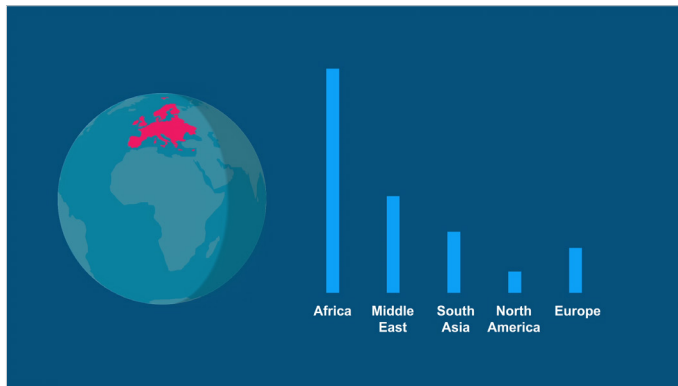 Africa
Middle
East
South
Asia
North
America
Europe